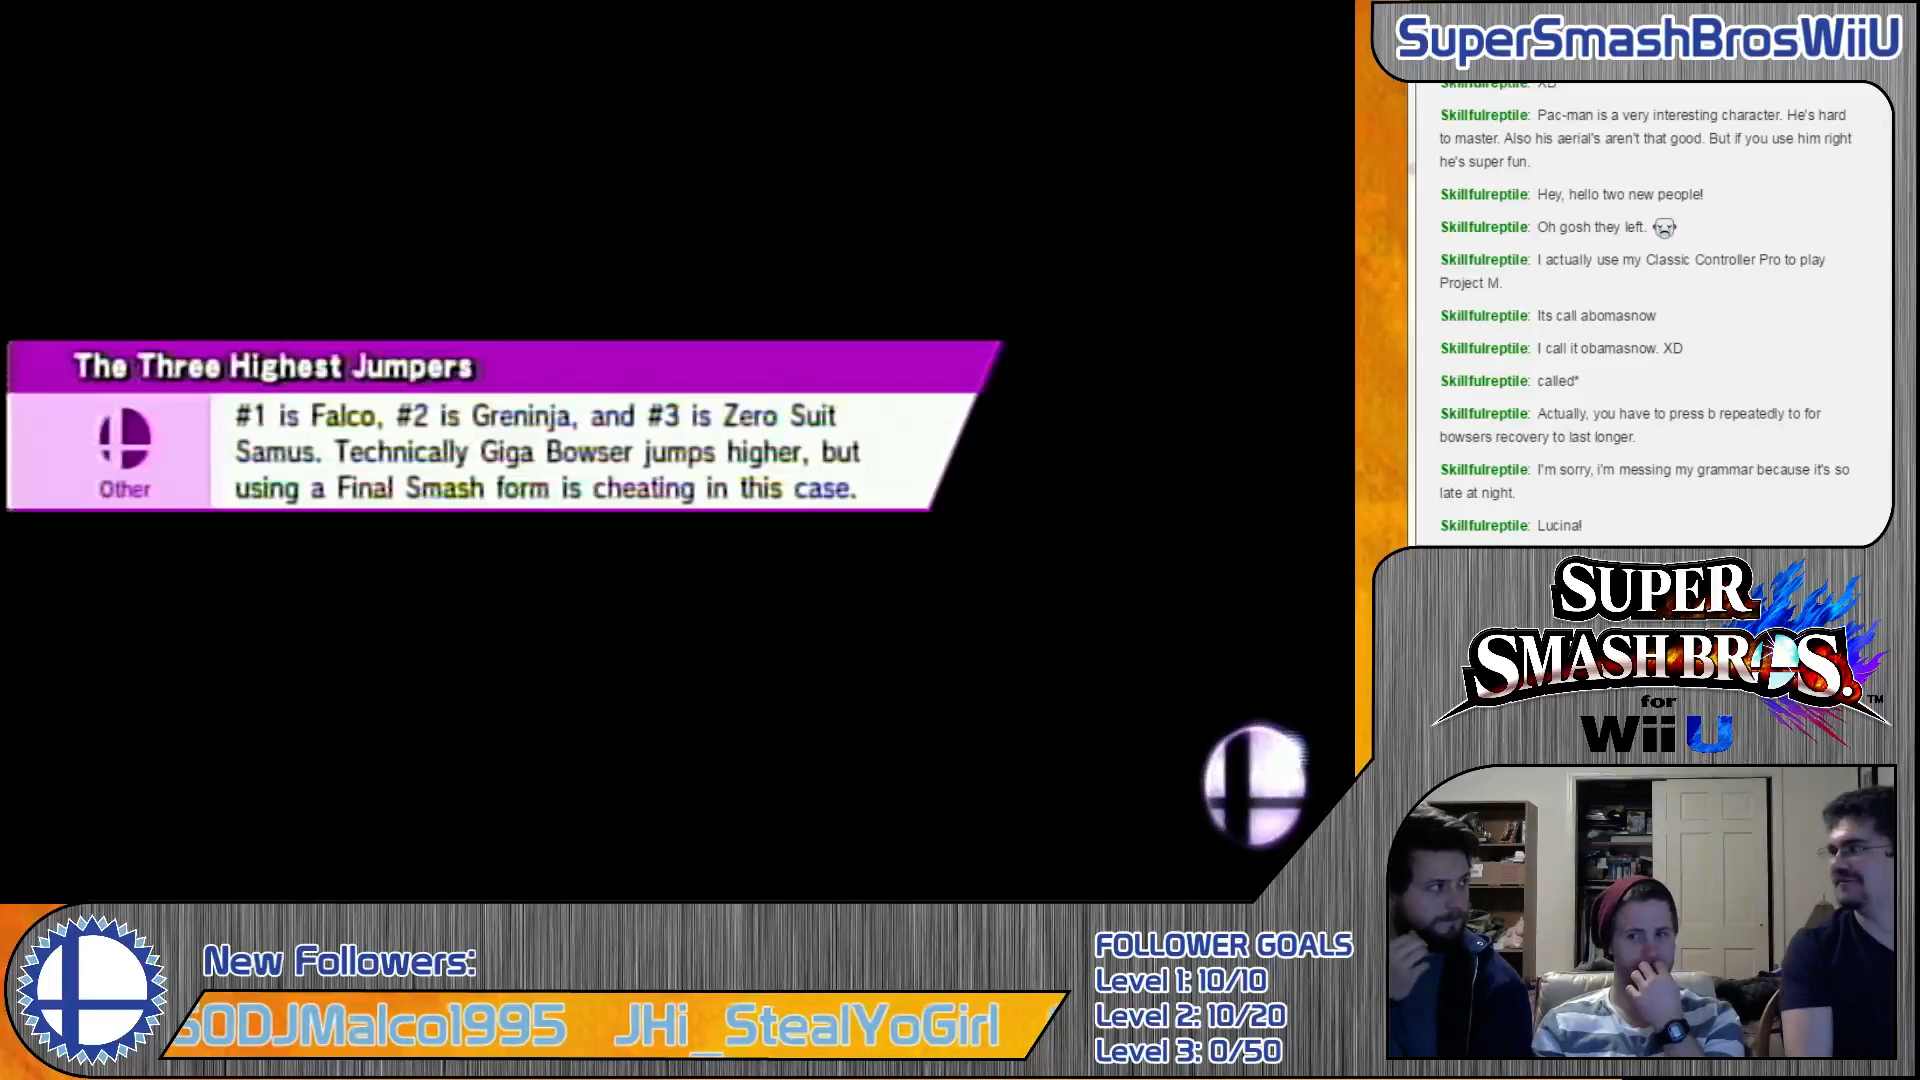 SuperSmashBrosWiiU
Skillfulreptile: XD
Skillfulreptile: Pac-man is a very interesting character. He's hard
to master. Also his aerial's aren't that good. But if you use him right
he's super fun.
Skillfulreptile: Hey, hello two new people!
Skillfulreptile: Oh gosh they left.
Skillfulreptile: I actually use my Classic Controller Pro to play
Project M.
Skillfulreptile: Its call abomasnow
Skillfulreptile: I call it obamasnow. XD
Skillfulreptile: called*
Skillfulreptile: Actually, you have to press b repeatedly to for
bowsers recovery to last longer.
Skillfulreptile: I'm sorry, i'm messing my grammar because it's so
late at night.
Skillfulreptile: Lucina!
The Three Highest Jumpers
Other
#1 is Falco, #2 is Greninja, and #3 is Zero Suit
Samus. Technically Giga Bowser jumps higher, but
using a Final Smash form is cheating in this case.
SUPER
SMASH BROS.™
for
Wii U
New Followers:
SODJMalco1995 JHi_StealYoGirl
FOLLOWER GOALS
Level 1: 10/10
Level 2: 10/20
Level 3: 0/50